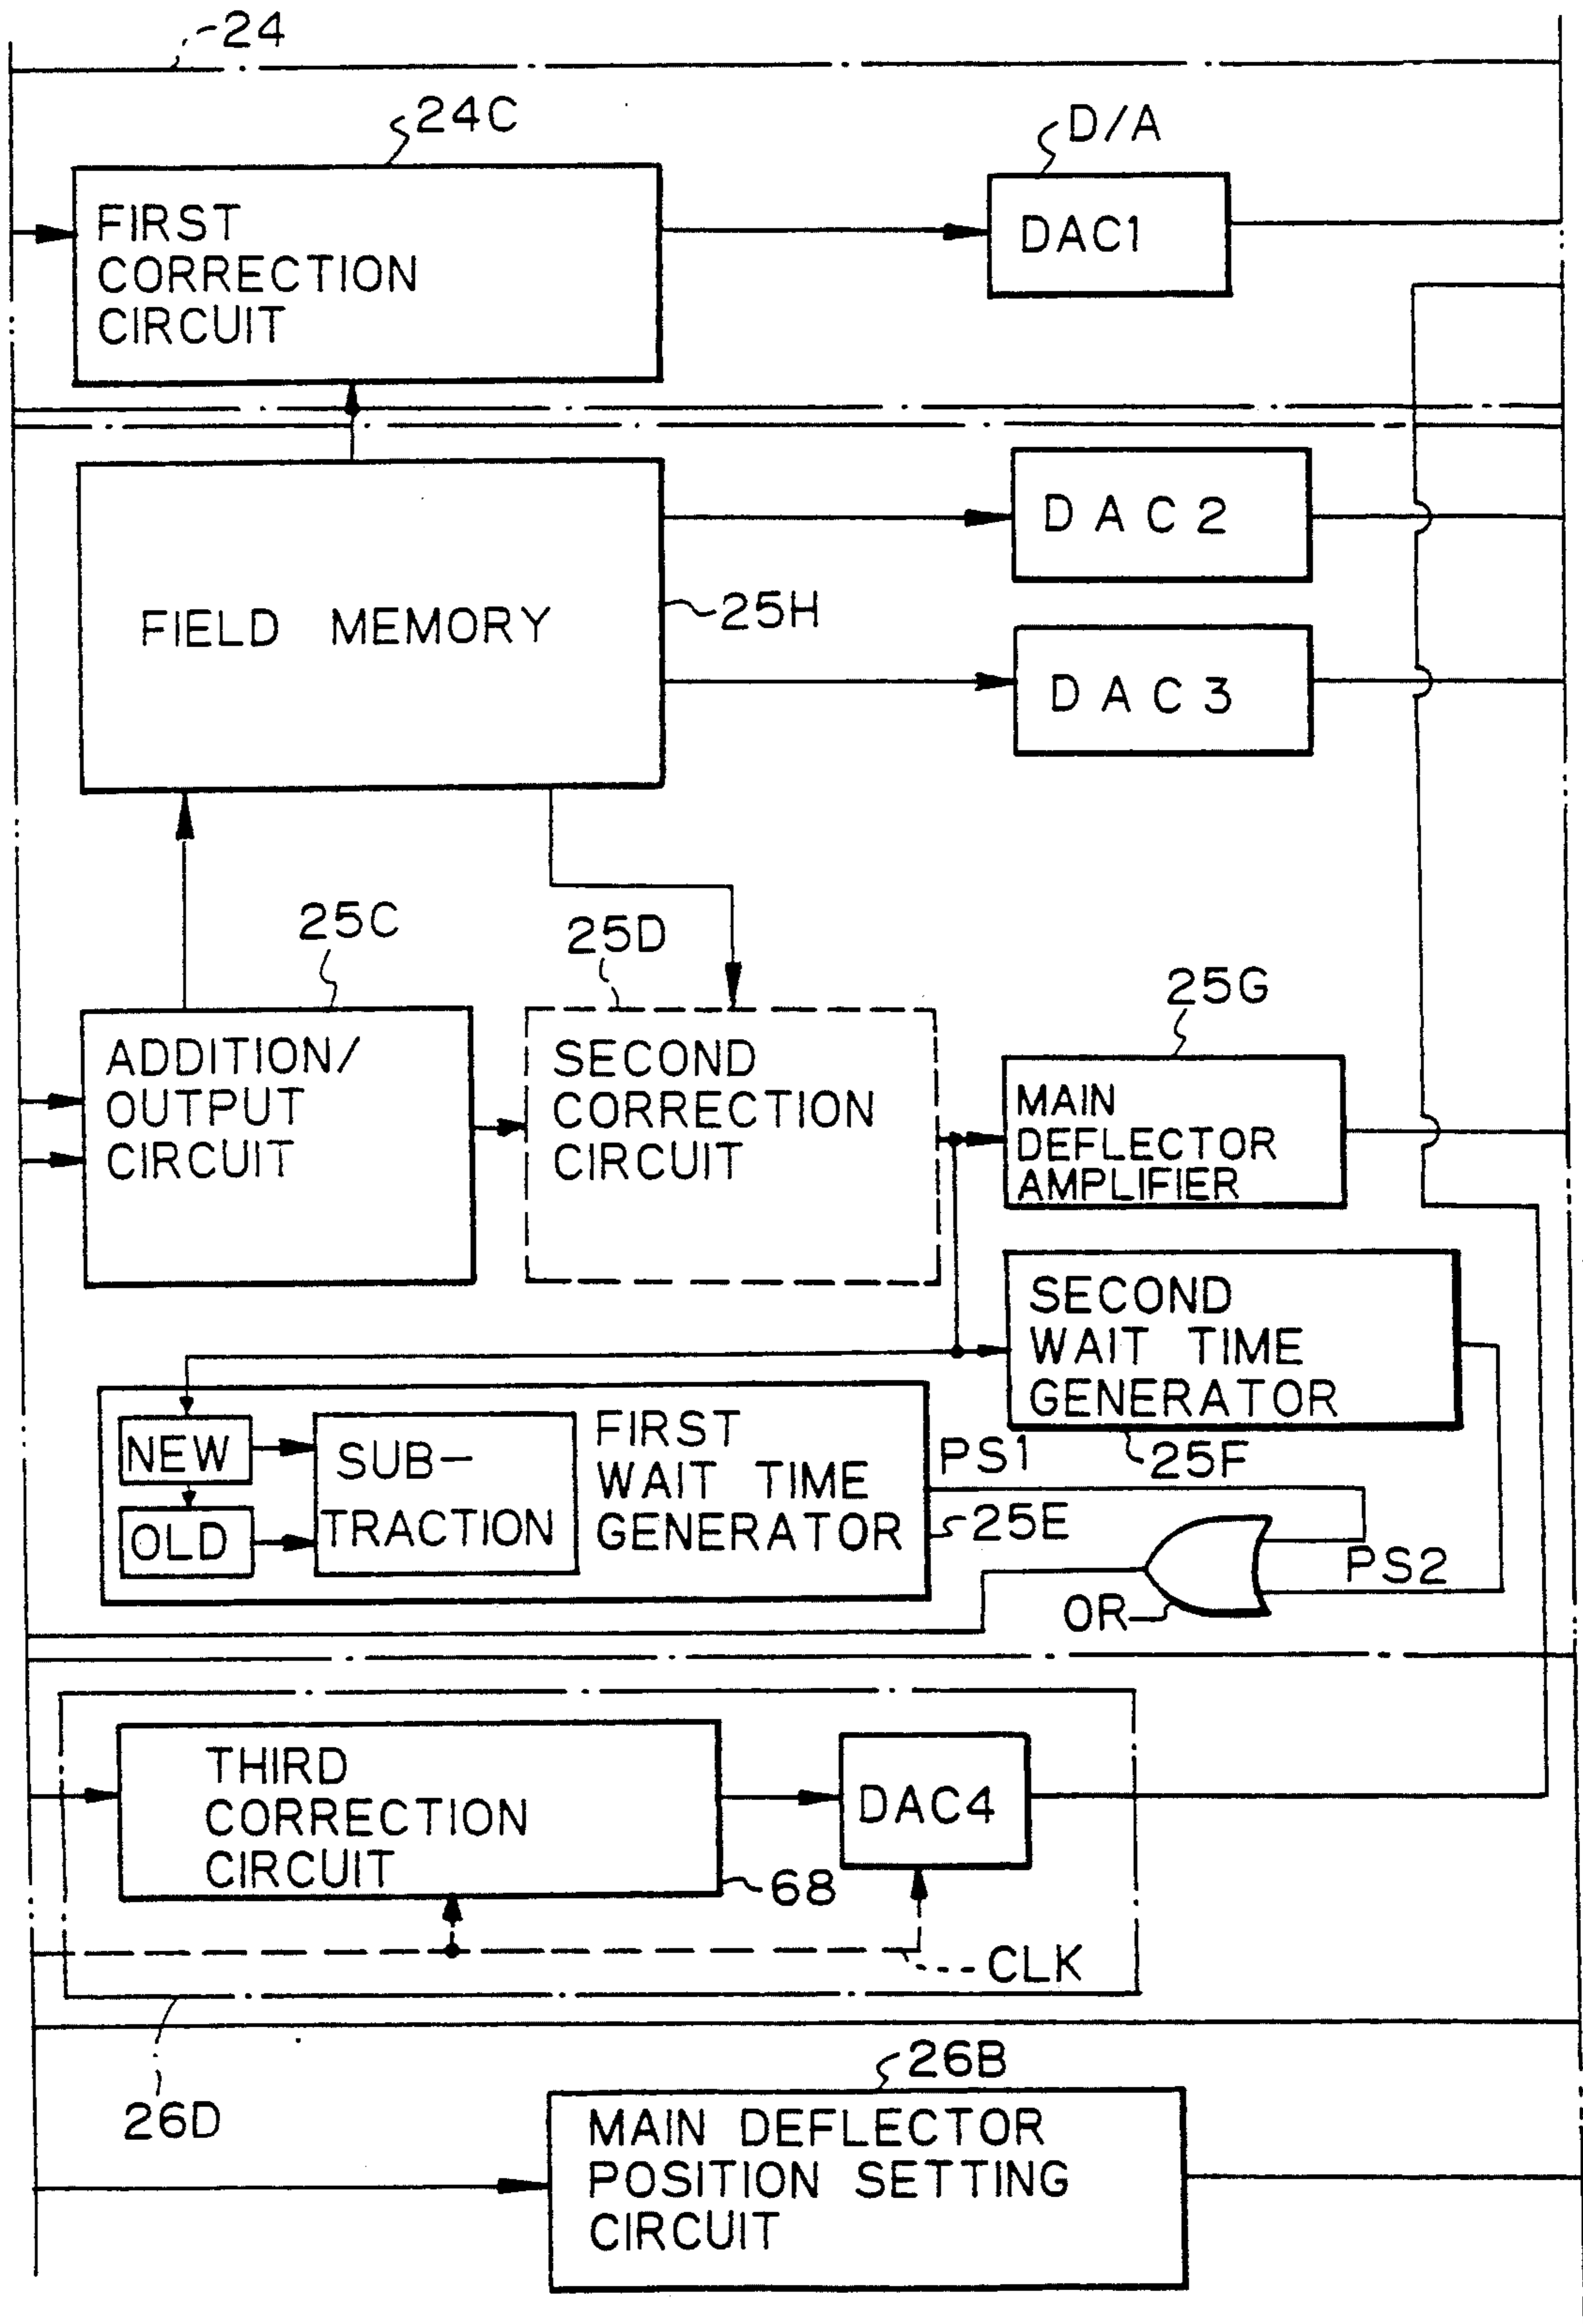 24
24C
D/A
FIRST
CORRECTION
CIRCUIT
DAC1
DAC2
25H
FIELD MEMORY
DAC3
25C
25D
25G
ADDITION/
OUTPUT
CIRCUIT
SECOND
CORRECTION
CIRCUIT
MAIN
DEFLECTOR
AMPLIFIER
SECOND
WAIT TIME
GENERATOR
25F
NEW
OLD
SUB-
TRACTION
FIRST
WAIT TIME
GENERATOR
PS1
25E
PS2
OR
THIRD
CORRECTION
CIRCUIT
DAC4
68
CLK
26D
26B
MAIN DEFLECTOR
POSITION SETTING
CIRCUIT